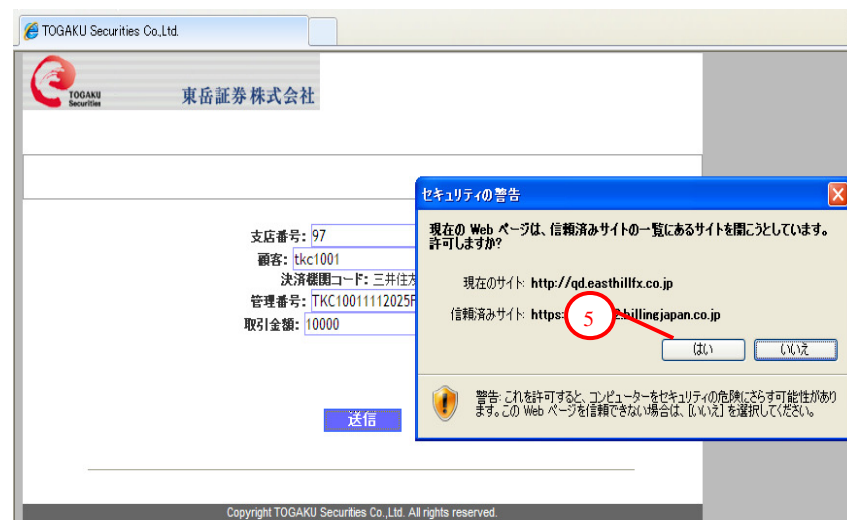 TOGAKU Securities Co.,Ltd.
TOGAKU
Securities
東岳証券株式会社
支店番号: 97
顧客: tkc1001
決済機関コード: 三井住
管理番号: TKC10011112025
取引金額: 10000
送信
Copyright TOGAKU Securities Co.,Ltd. All rights reserved.
セキュリティの警告
現在の Web ページは、信頼済みサイトの一覧にあるサイトを開こうとしています。
許可しますか?
現在のサイト: http://qd.easthillfx.co.jp
信頼済みサイト: https: 2.billingjapan.co.jp
5
はい
いいえ
警告: これを許可すると、コンピューターをセキュリティの危険にさらす可能性があり
ます。この Web ページを信頼できない場合は、[いいえ] を選択してください。